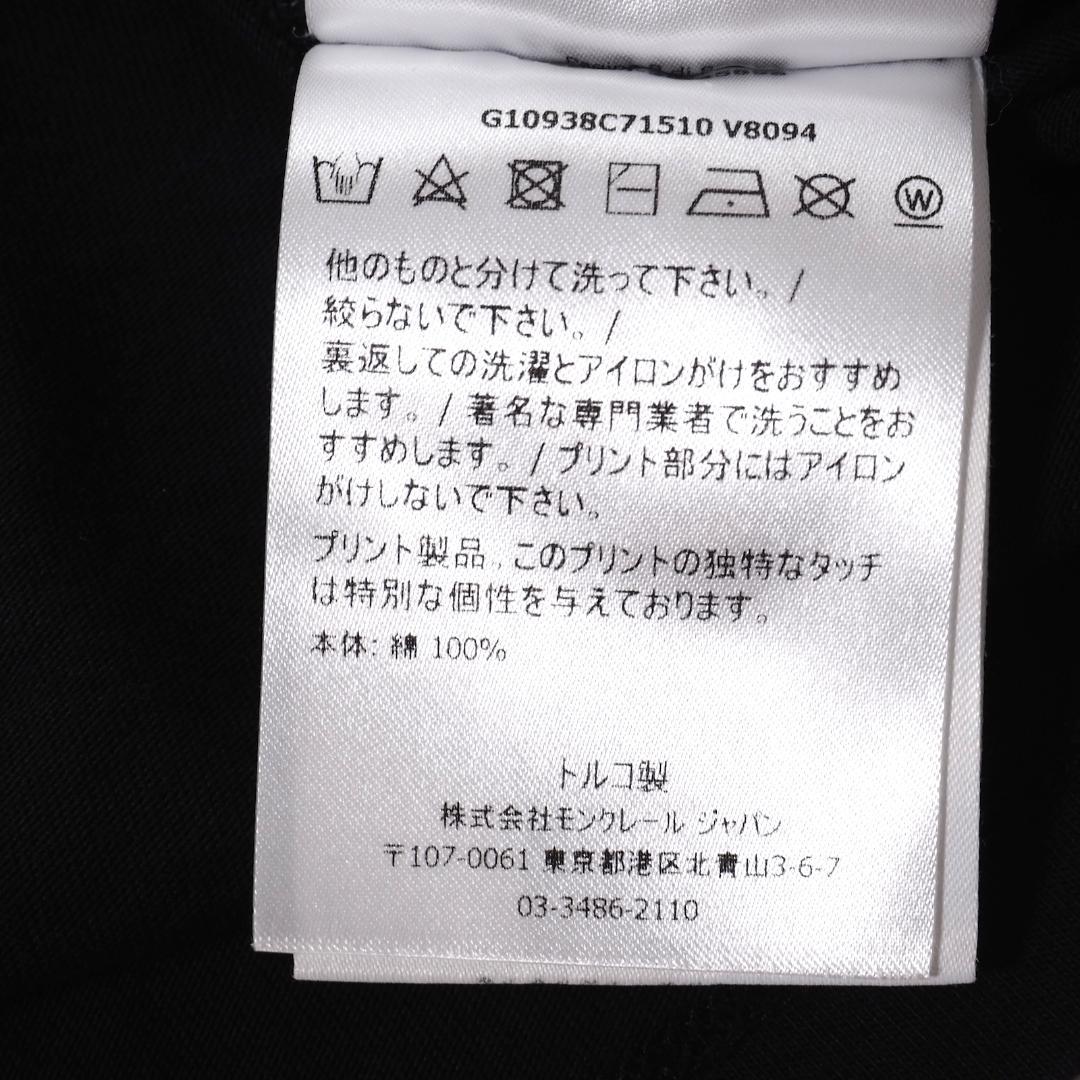 G10938C71510 V8094
W
他のものと分けて洗って下さい。/
絞らないで下さい。/
裏返しての洗濯とアイロンがけをおすすめ
します。/ 著名な専門業者で洗うことをお
すすめします。/ プリント部分にはアイロン
がけしないで下さい。
プリント製品,このプリントの独特なタッチ
は特別な個性を与えております。
本体: 綿 100%
トルコ製
株式会社モンクレール ジャパン
〒107-0061 東京都港区北青山3-6-7
03-3486-2110